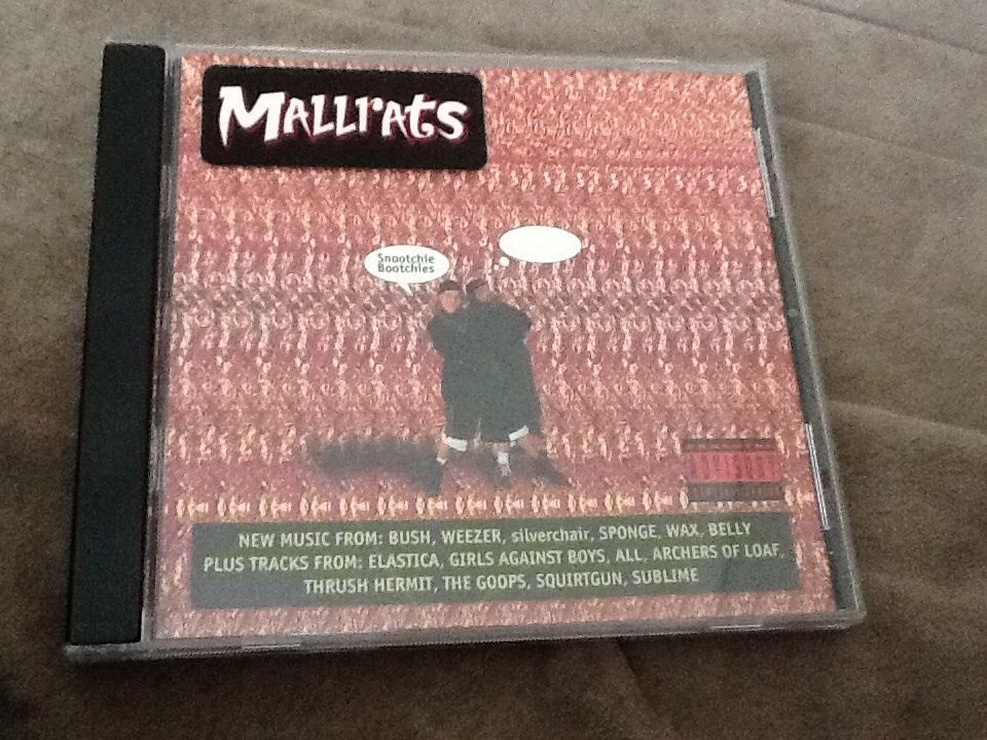 MALLrAts
Snootchie
Bootchies
NEW MUSIC FROM: BUSH, WEEZER, silverchair, SPONGE, WAX, BELLY
PLUS TRACKS FROM: ELASTICA, GIRLS AGAINST BOYS, ALL, ARCHERS OF LOAF,
THRUSH HERMIT, THE GOOPS, SQUIRTGUN, SUBLIME